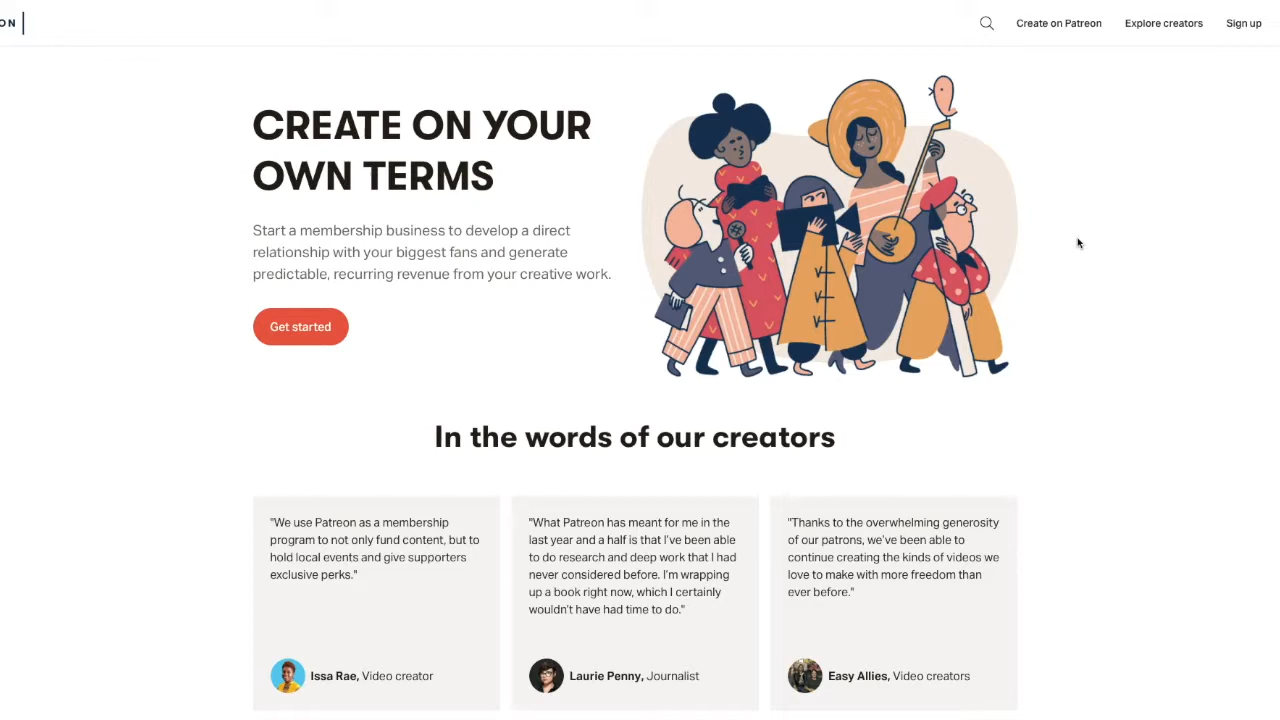 ON
Create on Patreon
Explore creators
Sign up
CREATE ON YOUR
OWN TERMS
Start a membership business to develop a direct
relationship with your biggest fans and generate
predictable, recurring revenue from your creative work.
Get started
In the words of our creators
"We use Patreon as a membership
program to not only fund content, but to
hold local events and give supporters
exclusive perks."
Issa Rae, Video creator
"What Patreon has meant for me in the
last year and a half is that I've been able
to do research and deep work that I had
never considered before. I'm wrapping
up a book right now, which I certainly
wouldn't have had time to do."
Laurie Penny, Journalist
"Thanks to the overwhelming generosity
of our patrons, we've been able to
continue creating the kinds of videos we
love to make with more freedom than
ever before."
Easy Allies, Video creators